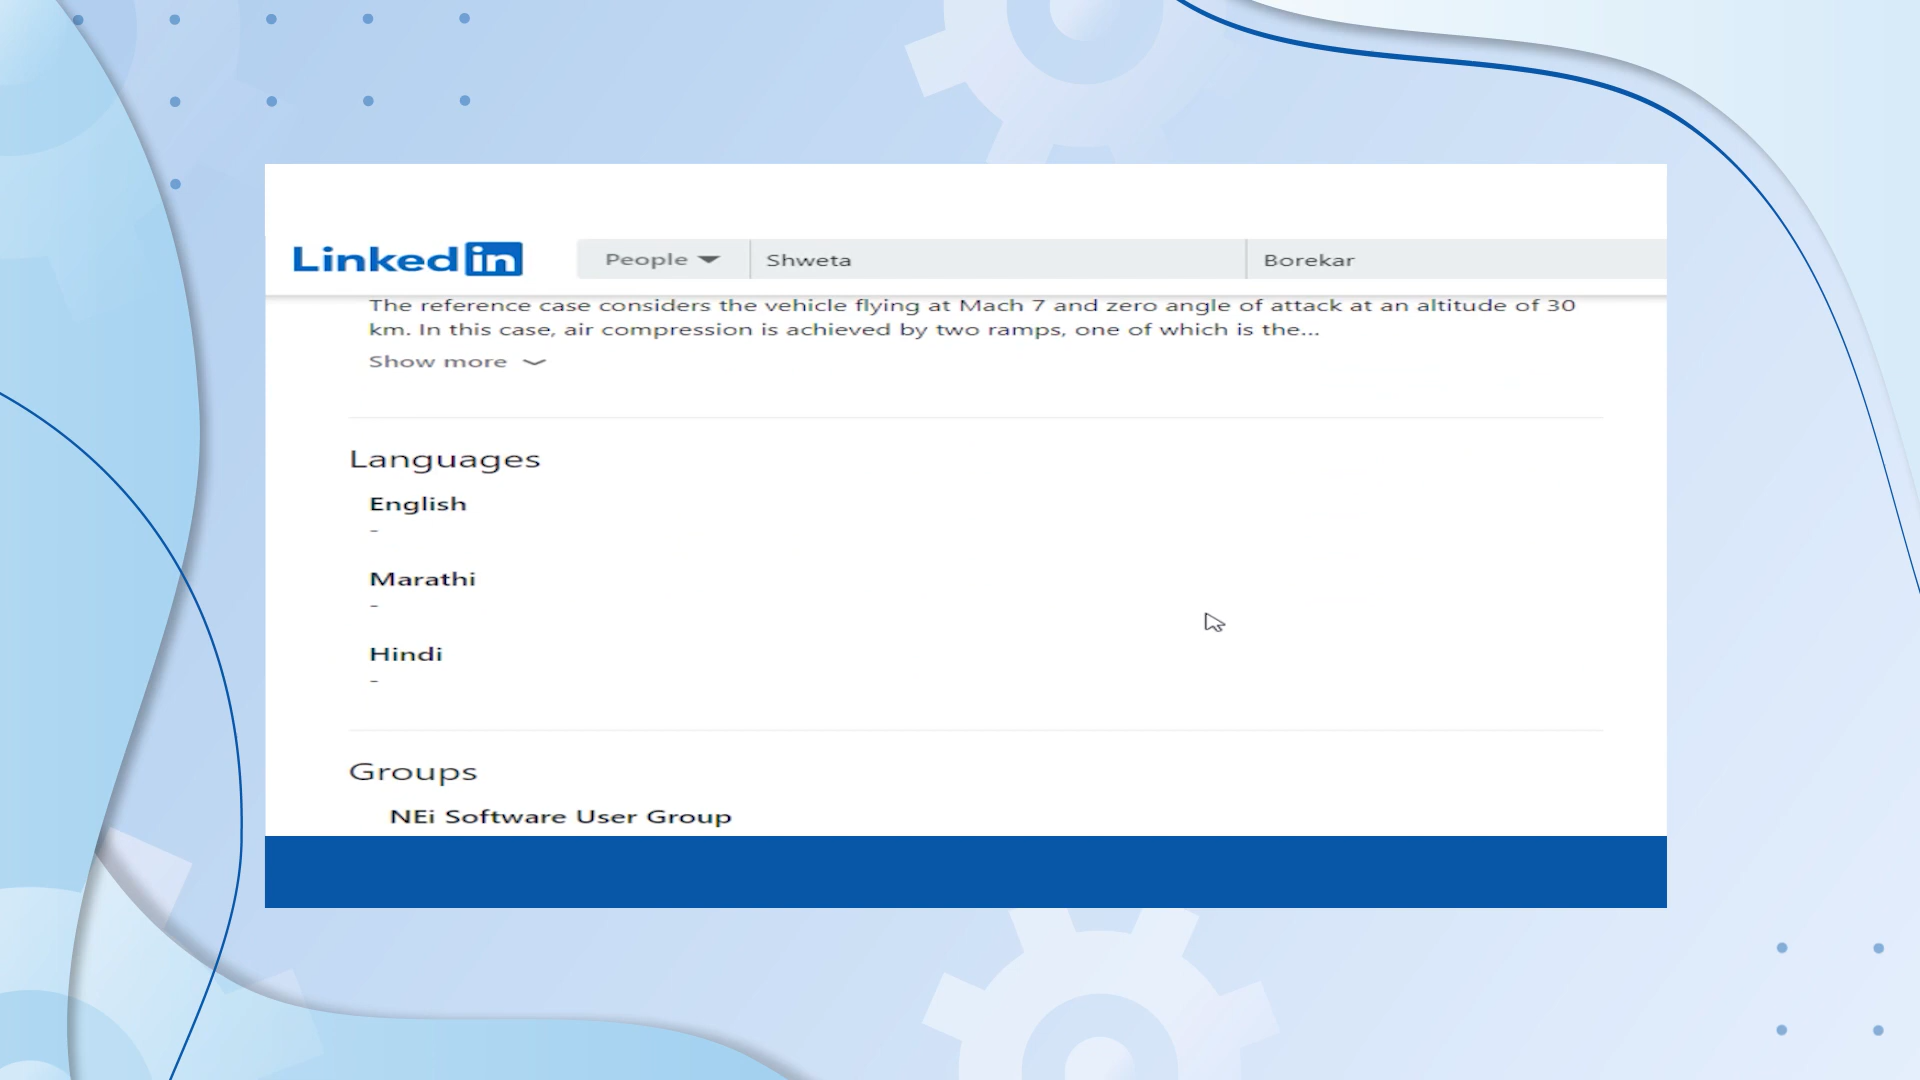 LinkedIn People Shweta Borekar
The reference case considers the vehicle flying at Mach 7 and zero angle of attack at an altitude of 30
km. In this case, air compression is achieved by two ramps, one of which is the...
Show more
Languages
English
-
Marathi
-
Hindi
-
Groups
NEi Software User Group